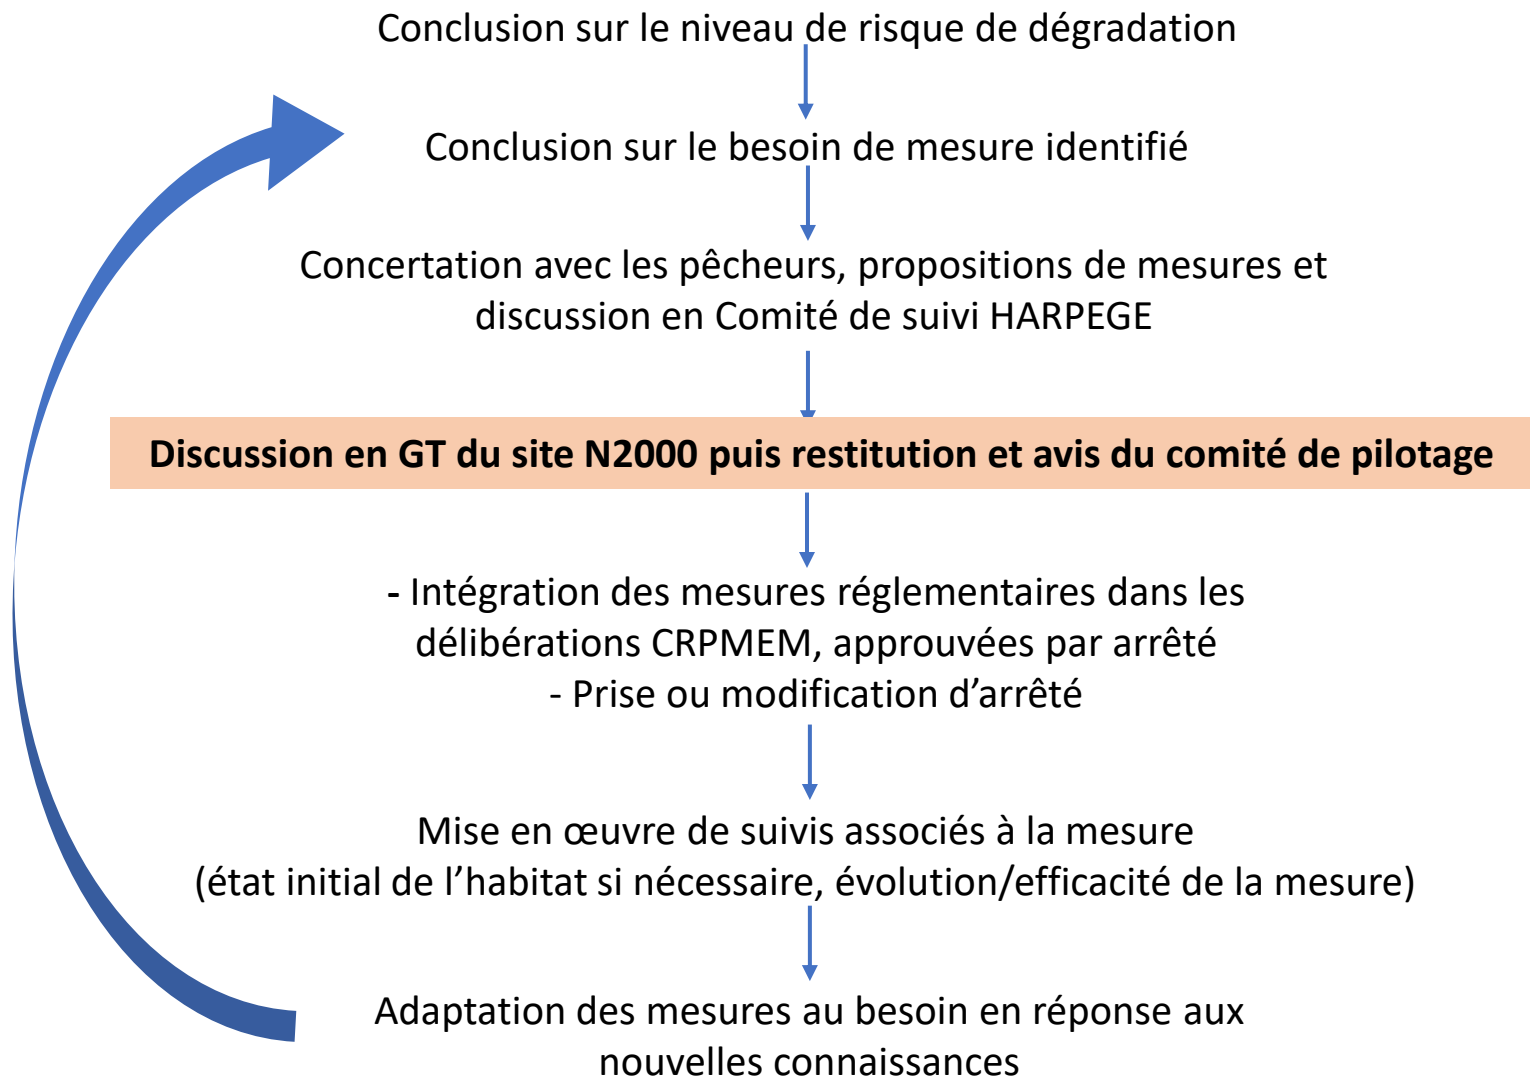 Conclusion sur le niveau de risque de dégradation
Conclusion sur le besoin de mesure identifié
Concertation avec les pêcheurs, propositions de mesures et
discussion en Comité de suivi HARPEGE
Discussion en GT du site N2000 puis restitution et avis du comité de pilotage
- Intégration des mesures réglementaires dans les
délibérations CRPMEM, approuvées par arrêté
- Prise ou modification d’arrêté
Mise en œuvre de suivis associés à la mesure
(état initial de l’habitat si nécessaire, évolution/efficacité de la mesure)
Adaptation des mesures au besoin en réponse aux
nouvelles connaissances